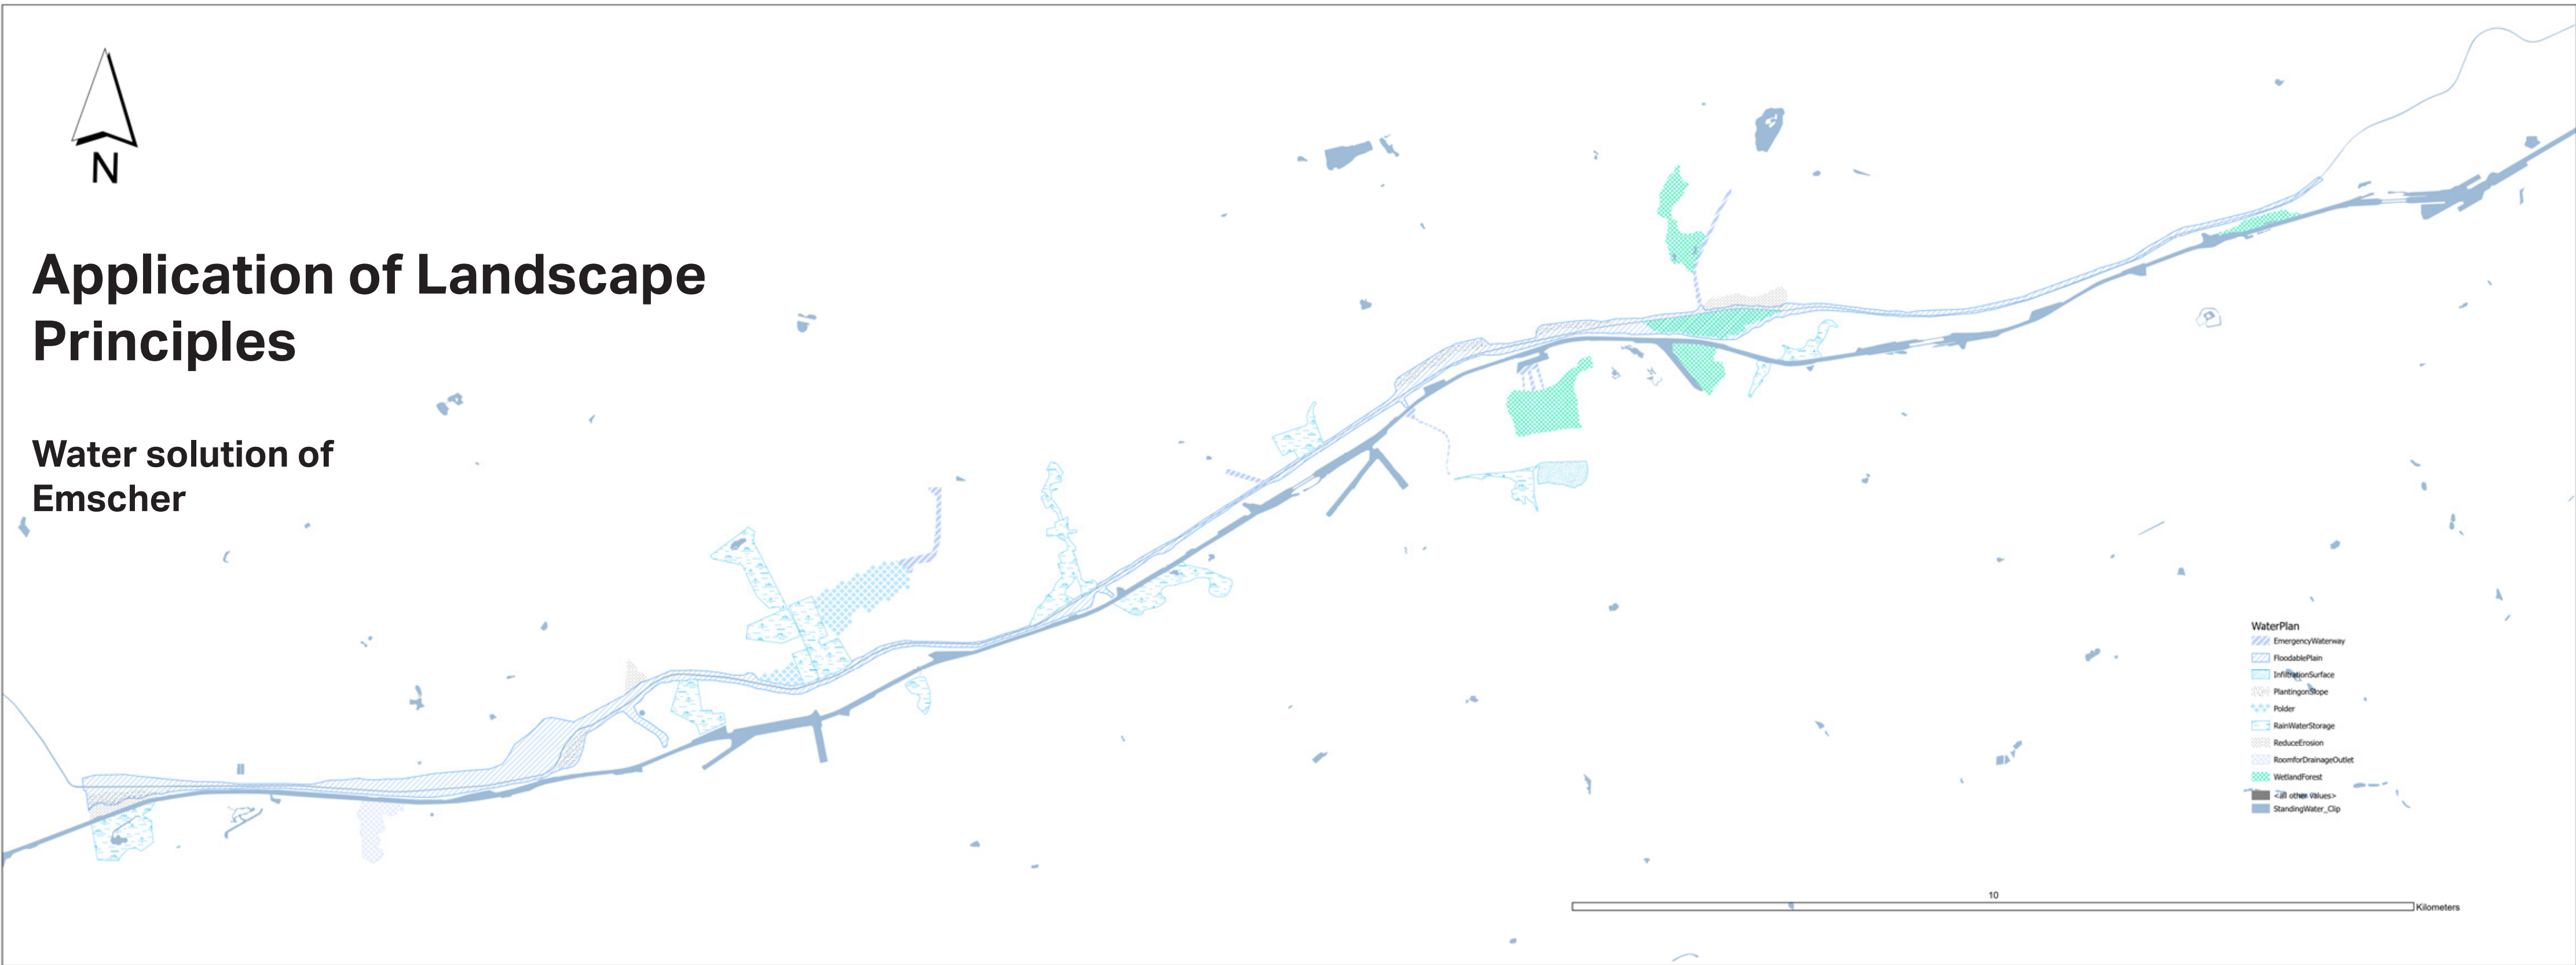 N
Application of Landscape
Principles
Water solution of
Emscher
WaterPlan
EmergencyWaterway
FloodablePlain
InfiltrationSurface
PlantingonSlope
Polder
RainWaterStorage
ReduceErosion
RoomforDrainageOutlet
WetlandForest
<all other values>
StandingWater_Clip
10
Kilometers